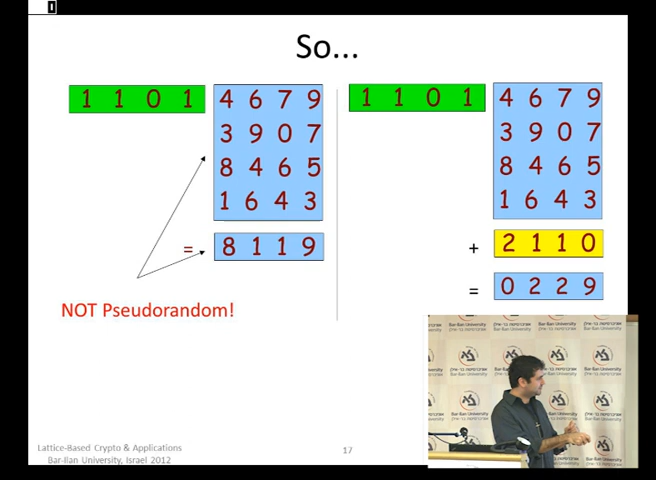 So...
1 1 0 1
4 6 7 9
3 9 0 7
8 4 6 5
1 6 4 3
= 8 1 1 9
NOT Pseudorandom!
1 1 0 1
4 6 7 9
3 9 0 7
8 4 6 5
1 6 4 3
+ 2 1 1 0
= 0 2 2 9
Bar-Ilan University
Lattice-Based Crypto & Applications
Bar-Ilan University, Israel 2012
17